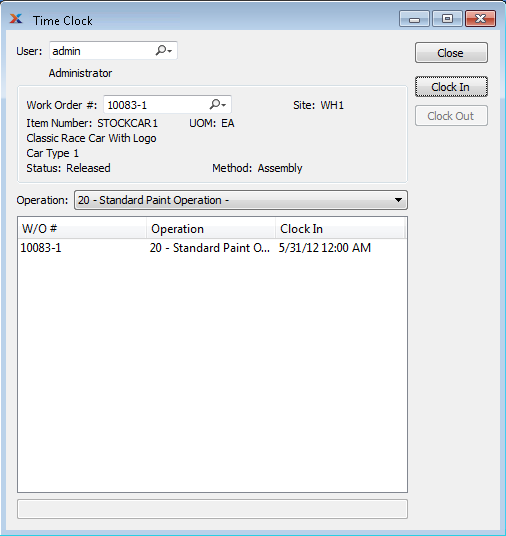 Time Clock
User: admin
Close
Administrator
Clock In
Work Order #: 10083-1 Site: WH1
Clock Out
Item Number: STOCKCAR1 UOM: EA
Classic Race Car With Logo
Car Type 1
Status: Released Method: Assembly
Operation: 20 - Standard Paint Operation -
W/O # Operation Clock In
10083-1 20 - Standard Paint O... 5/31/12 12:00 AM